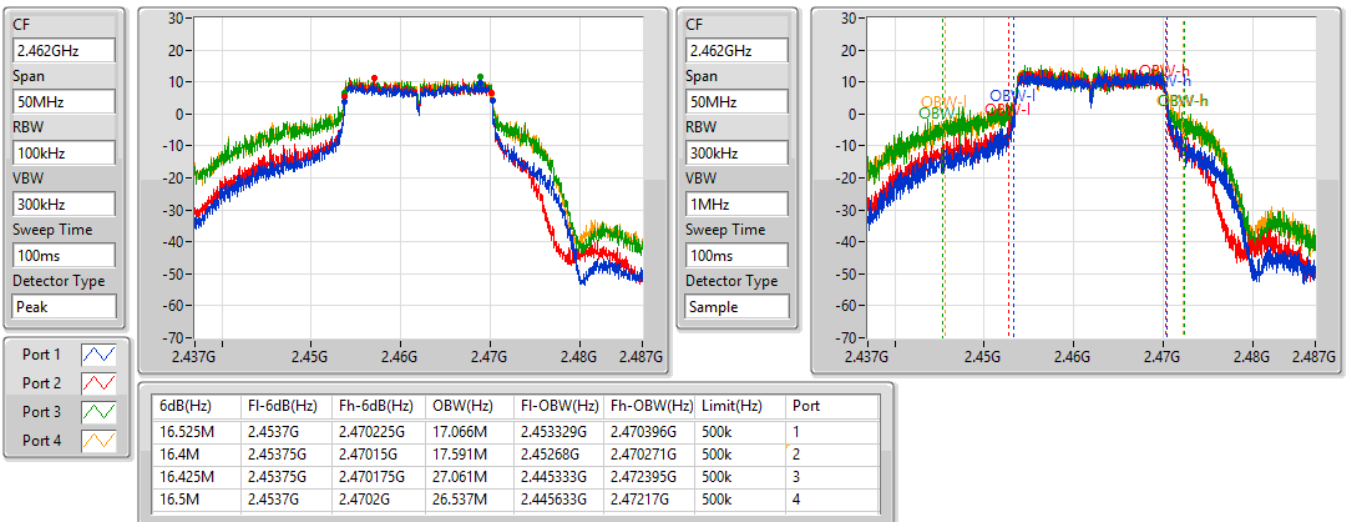 CF
2.462GHz
Span
50MHz
RBW
100kHz
VBW
300kHz
Sweep Time
100ms
Detector Type
Peak
30
20
10
0
-10
-20
-30
-40
-50
-60
-70
2.437G 2.45G 2.46G 2.47G 2.48G 2.487G
CF
2.462GHz
Span
50MHz
RBW
300kHz
VBW
1MHz
Sweep Time
100ms
Detector Type
Sample
30
20
10
0
-10
-20
-30
-40
-50
-60
-70
OBW-l
OBW-l
OBW-l
OBW-h
OBW-h
2.437G 2.45G 2.46G 2.47G 2.48G 2.487G
Port 1
Port 2
Port 3
Port 4
6dB(Hz) Fl-6dB(Hz) Fh-6dB(Hz) OBW(Hz) Fl-OBW(Hz) Fh-OBW(Hz) Limit(Hz) Port
16.525M 2.4537G 2.470225G 17.066M 2.453329G 2.470396G 500k 1
16.4M 2.45375G 2.47015G 17.591M 2.45268G 2.470271G 500k 2
16.425M 2.45375G 2.470175G 27.061M 2.445333G 2.472395G 500k 3
16.5M 2.4537G 2.4702G 26.537M 2.445633G 2.47217G 500k 4